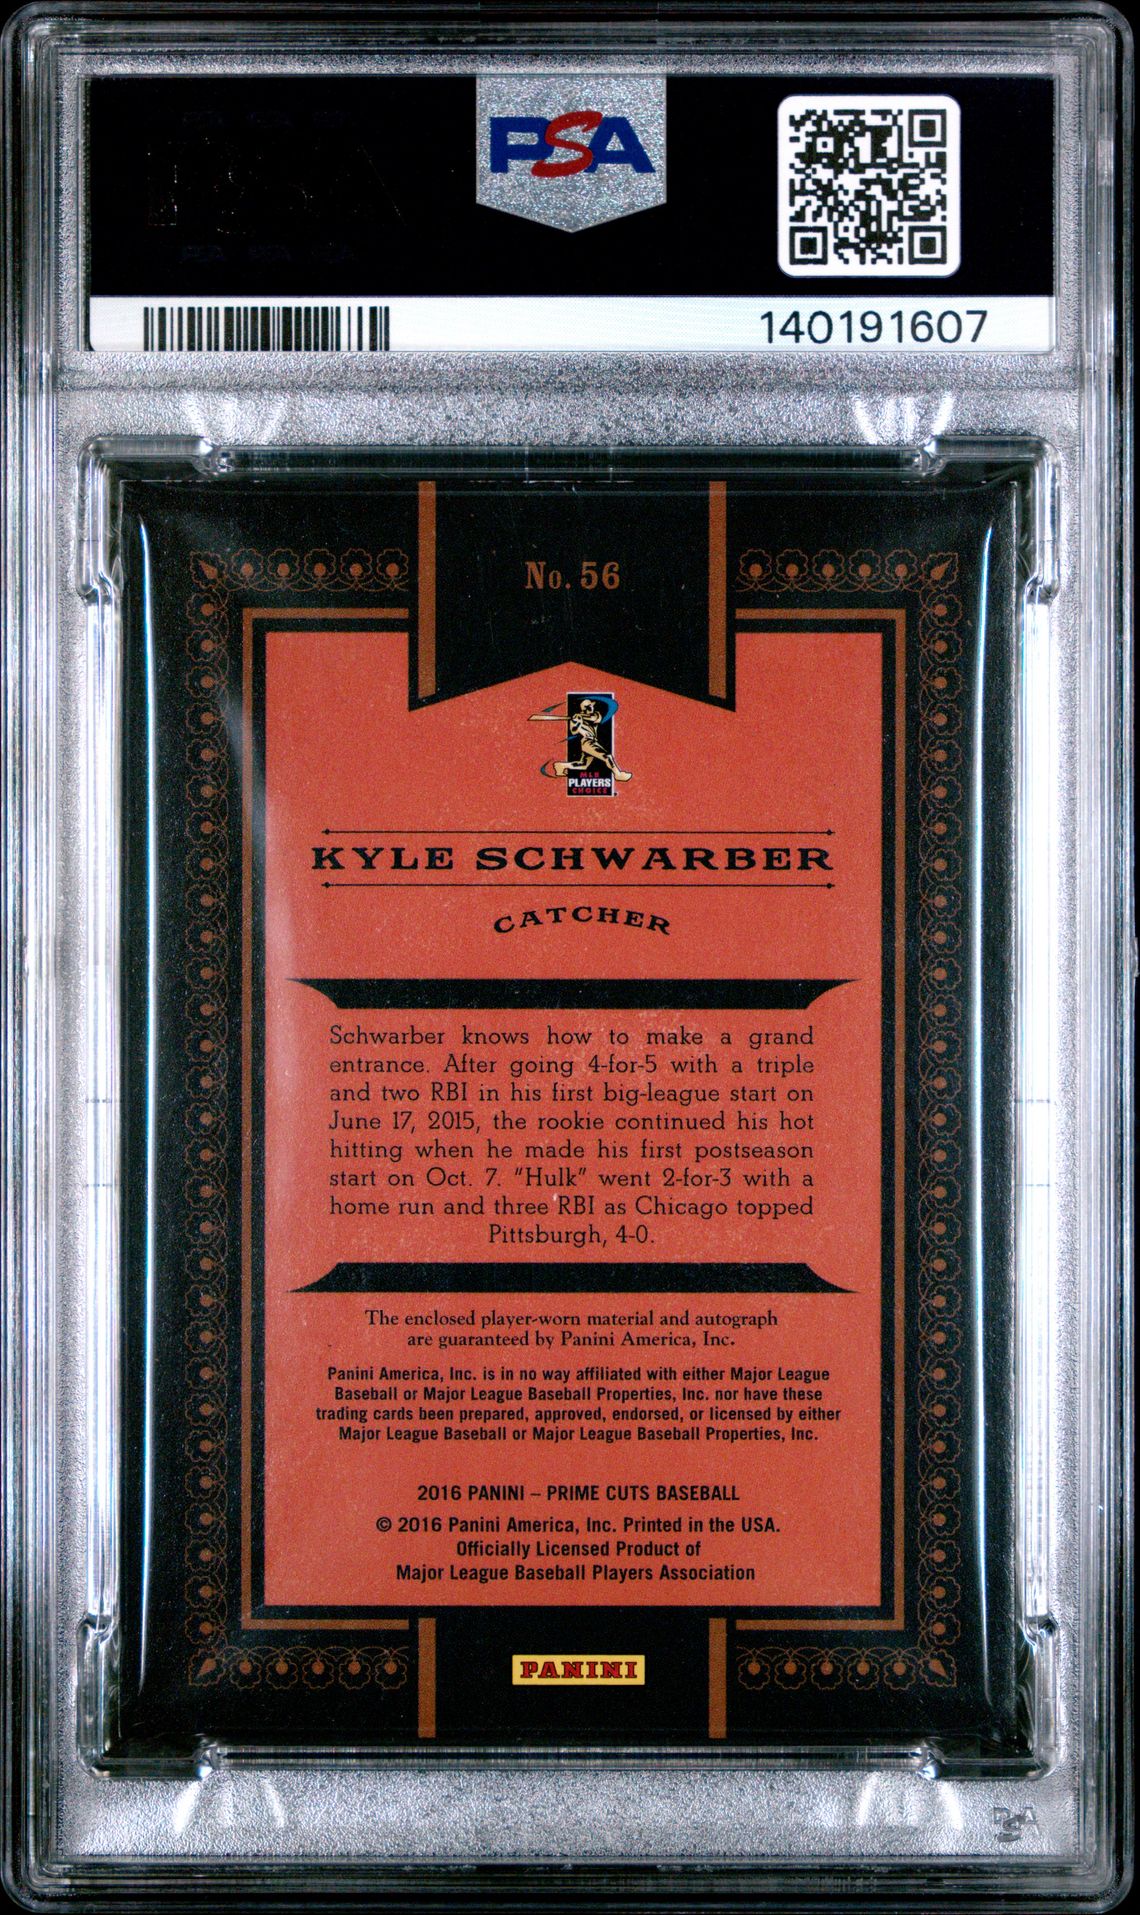 PSA
140191607
No. 56
MLB
PLAYERS
CHOICE
KYLE SCHWARBER
CATCHER
Schwarber knows how to make a grand
entrance. After going 4-for-5 with a triple
and two RBI in his first big-league start on
June 17, 2015, the rookie continued his hot
hitting when he made his first postseason
start on Oct. 7. "Hulk" went 2-for-3 with a
home run and three RBI as Chicago topped
Pittsburgh, 4-0.
The enclosed player-worn material and autograph
are guaranteed by Panini America, Inc.
Panini America, Inc. is in no way affiliated with either Major League
Baseball or Major League Baseball Properties, Inc. nor have these
trading cards been prepared, approved, endorsed, or licensed by either
Major League Baseball or Major League Baseball Properties, Inc.
2016 PANINI – PRIME CUTS BASEBALL
© 2016 Panini America, Inc. Printed in the USA.
Officially Licensed Product of
Major League Baseball Players Association
PANINI
PSA